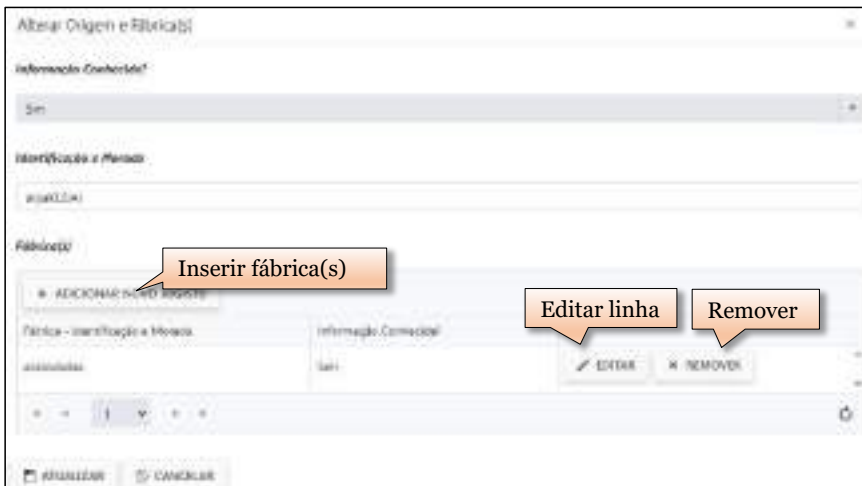 Alterar Origem e Fábrica(s)
Informação Conhecida?
Sim
Identificação e Morada
Fábrica(s)
Inserir fábrica(s)
+ ADICIONAR NOVO REGISTO
Editar linha
Remover
Fábrica - Identificação e Morada
Informação Conhecida?
Sim
EDITAR
× REMOVER
1
ATUALIZAR
CANCELAR